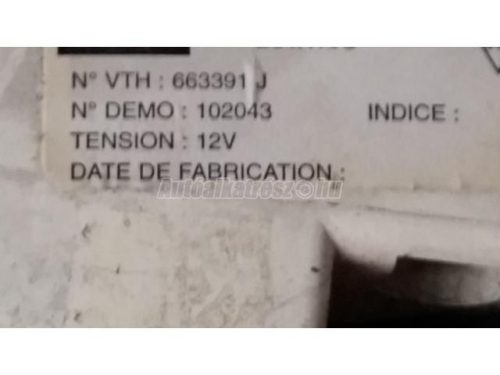 N° VTH : 663391 J
N° DEMO : 102043 INDICE :
TENSION : 12V
DATE DE FABRICATION :
Autoalkatresz.hu